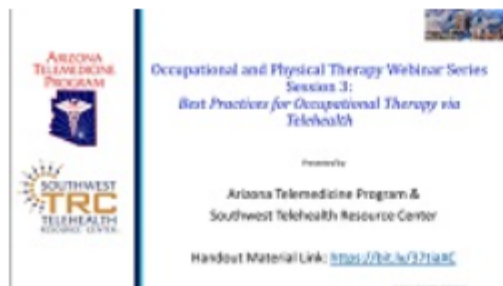 ARIZONA
TELEMEDICINE
PROGRAM
SOUTHWEST
TRC
TELEHEALTH
RESOURCE CENTER
Occupational and Physical Therapy Webinar Series
Session 3:
Best Practices for Occupational Therapy via
Telehealth
Presented by
Arizona Telemedicine Program &
Southwest Telehealth Resource Center
Handout Material Link: